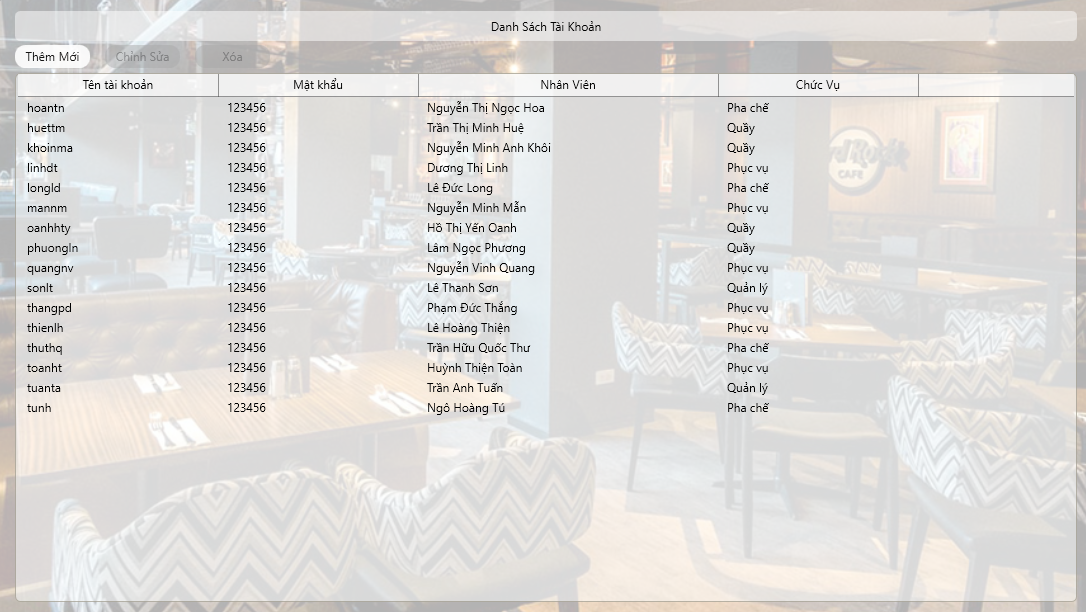 Danh Sách Tài Khoản
Thêm Mới Chỉnh Sửa Xóa
Tên tài khoản Mật khẩu Nhân Viên Chức Vụ
hoantn 123456 Nguyễn Thị Ngọc Hoa Pha chế
huettm 123456 Trần Thị Minh Huệ Quầy
khoinma 123456 Nguyễn Minh Anh Khôi Quầy
linhdt 123456 Dương Thị Linh Phục vụ
longld 123456 Lê Đức Long Pha chế
mannm 123456 Nguyễn Minh Mẫn Phục vụ
oanhhty 123456 Hồ Thị Yến Oanh Quầy
phuongln 123456 Lâm Ngọc Phương Quầy
quangnv 123456 Nguyễn Vinh Quang Phục vụ
sonlt 123456 Lê Thanh Sơn Quản lý
thangpd 123456 Phạm Đức Thắng Phục vụ
thienlh 123456 Lê Hoàng Thiện Phục vụ
thuthq 123456 Trần Hữu Quốc Thư Pha chế
toanht 123456 Huỳnh Thiện Toàn Phục vụ
tuanta 123456 Trần Anh Tuấn Quản lý
tunh 123456 Ngô Hoàng Tú Pha chế
CAFE